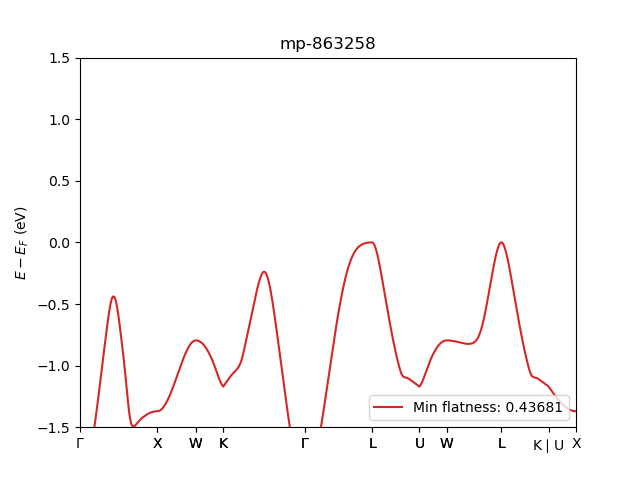 mp-863258
E − E_F (eV)
1.5
1.0
0.5
0.0
−0.5
−1.0
−1.5
Min flatness: 0.43681
Γ X W K Γ L U W L K | U X